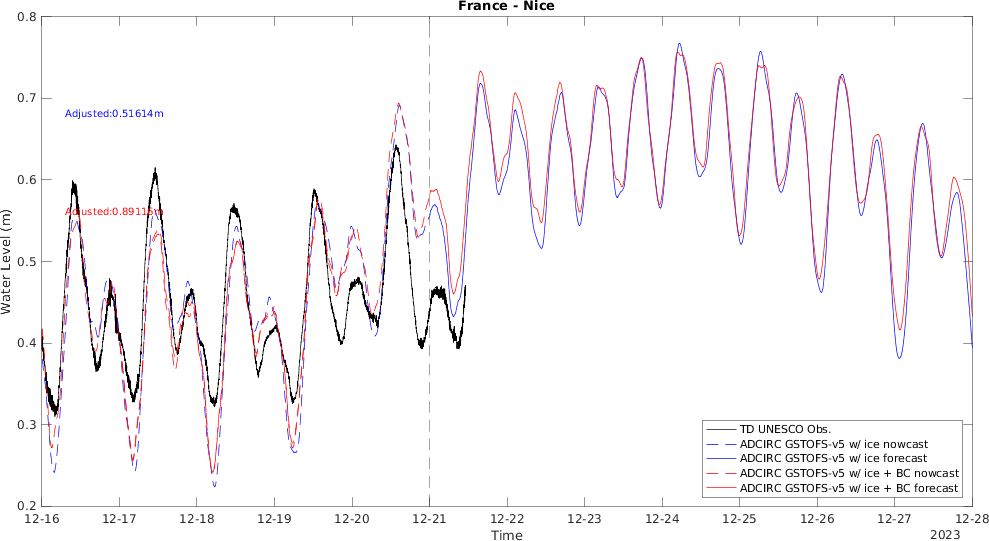 France - Nice
0.8
0.7
0.6
0.5
0.4
0.3
0.2
Water Level (m)
Adjusted:0.51614m
Adjusted:0.89115m
TD UNESCO Obs.
ADCIRC GSTOFS-v5 w/ ice nowcast
ADCIRC GSTOFS-v5 w/ ice forecast
ADCIRC GSTOFS-v5 w/ ice + BC nowcast
ADCIRC GSTOFS-v5 w/ ice + BC forecast
12-16 12-17 12-18 12-19 12-20 12-21 12-22 12-23 12-24 12-25 12-26 12-27 12-28
Time
2023